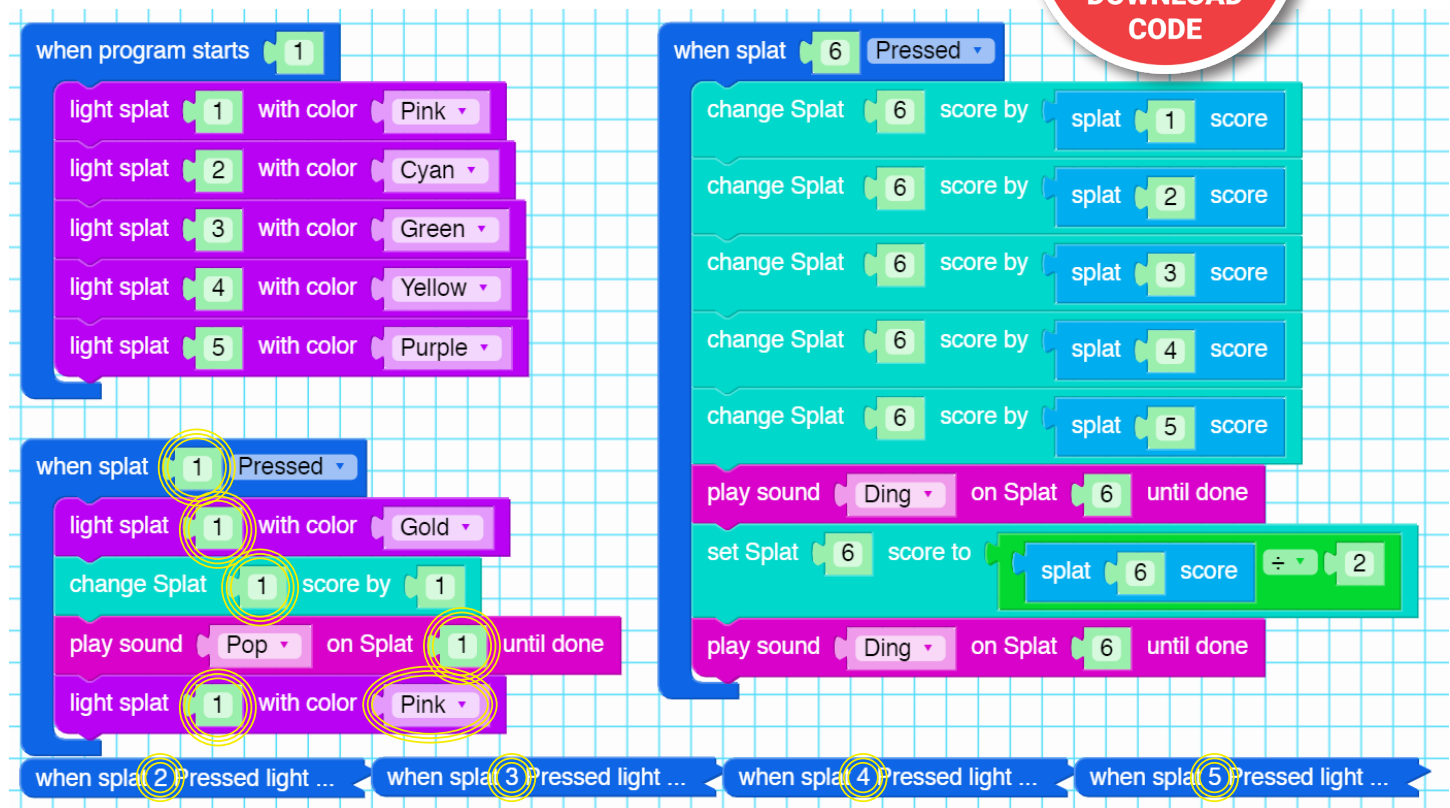 DOWNLOAD
CODE
when program starts 1
light splat 1 with color Pink
light splat 2 with color Cyan
light splat 3 with color Green
light splat 4 with color Yellow
light splat 5 with color Purple
when splat 1 Pressed
light splat 1 with color Gold
change Splat 1 score by 1
play sound Pop on Splat 1 until done
light splat 1 with color Pink
when splat 6 Pressed
change Splat 6 score by splat 1 score
change Splat 6 score by splat 2 score
change Splat 6 score by splat 3 score
change Splat 6 score by splat 4 score
change Splat 6 score by splat 5 score
play sound Ding on Splat 6 until done
set Splat 6 score to splat 6 score ÷ 2
play sound Ding on Splat 6 until done
when splat 2 Pressed light ...
when splat 3 Pressed light ...
when splat 4 Pressed light ...
when splat 5 Pressed light ...